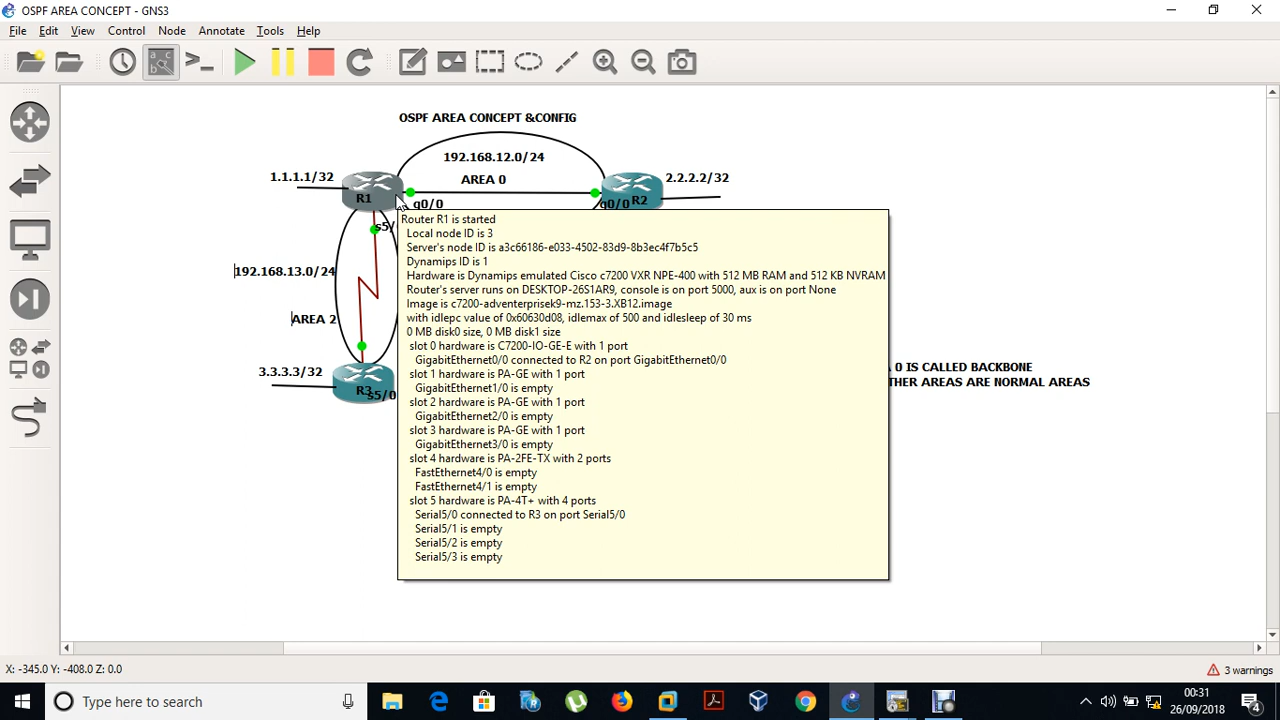 OSPF AREA CONCEPT - GNS3
File Edit View Control Node Annotate Tools Help
OSPF AREA CONCEPT &CONFIG
192.168.12.0/24
1.1.1.1/32
AREA 0
2.2.2.2/32
R1
R2
g0/0
g0/0
s5/
Router R1 is started
Local node ID is 3
Server's node ID is a3c66186-e033-4502-83d9-8b3ec4f7b5c5
Dynamips ID is 1
Hardware is Dynamips emulated Cisco c7200 VXR NPE-400 with 512 MB RAM and 512 KB NVRAM
Router's server runs on DESKTOP-26S1AR9, console is on port 5000, aux is on port None
Image is c7200-adventerprisek9-mz.153-3.XB12.image
with idlepc value of 0x60630d08, idlemax of 500 and idlesleep of 30 ms
0 MB disk0 size, 0 MB disk1 size
slot 0 hardware is C7200-IO-GE-E with 1 port
GigabitEthernet0/0 connected to R2 on port GigabitEthernet0/0
slot 1 hardware is PA-GE with 1 port
GigabitEthernet1/0 is empty
slot 2 hardware is PA-GE with 1 port
GigabitEthernet2/0 is empty
slot 3 hardware is PA-GE with 1 port
GigabitEthernet3/0 is empty
slot 4 hardware is PA-2FE-TX with 2 ports
FastEthernet4/0 is empty
FastEthernet4/1 is empty
slot 5 hardware is PA-4T+ with 4 ports
Serial5/0 connected to R3 on port Serial5/0
Serial5/1 is empty
Serial5/2 is empty
Serial5/3 is empty
192.168.13.0/24
AREA 2
3.3.3.3/32
R3
s5/0
0 IS CALLED BACKBONE
THER AREAS ARE NORMAL AREAS
X: -345.0 Y: -408.0 Z: 0.0
3 warnings
Type here to search
00:31
26/09/2018
4